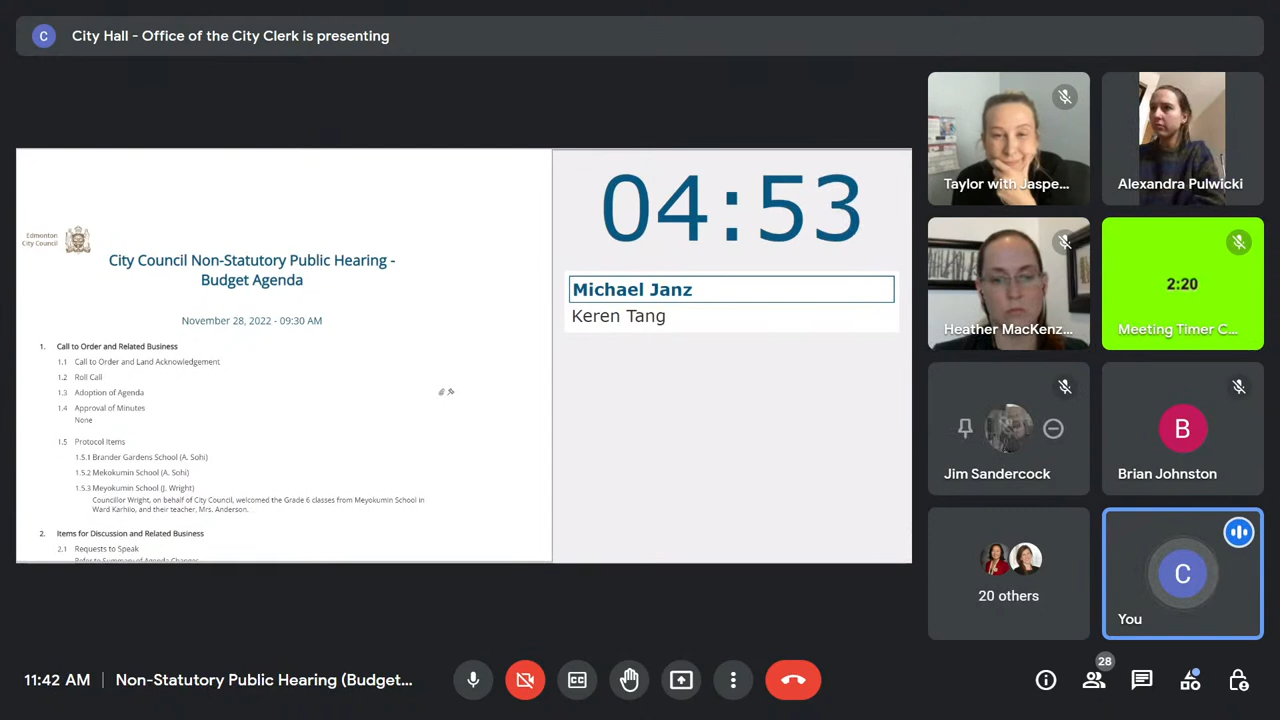 C
City Hall - Office of the City Clerk is presenting
Edmonton
City Council
City Council Non-Statutory Public Hearing -
Budget Agenda
November 28, 2022 - 09:30 AM
1. Call to Order and Related Business
1.1 Call to Order and Land Acknowledgement
1.2 Roll Call
1.3 Adoption of Agenda
1.4 Approval of Minutes
None
1.5 Protocol Items
1.5.1 Brander Gardens School (A. Sohi)
1.5.2 Mekokumin School (A. Sohi)
1.5.3 Meyokumin School (J. Wright)
Councillor Wright, on behalf of City Council, welcomed the Grade 6 classes from Meyokumin School in
Ward Karhiio, and their teacher, Mrs. Anderson.
2. Items for Discussion and Related Business
2.1 Requests to Speak
Refer to Summary of Agenda Changes
04:53
Michael Janz
Keren Tang
Taylor with Jaspe...
Alexandra Pulwicki
Heather MacKenz...
2:20
Meeting Timer C...
Jim Sandercock
B
Brian Johnston
20 others
C
You
11:42 AM | Non-Statutory Public Hearing (Budget...
28